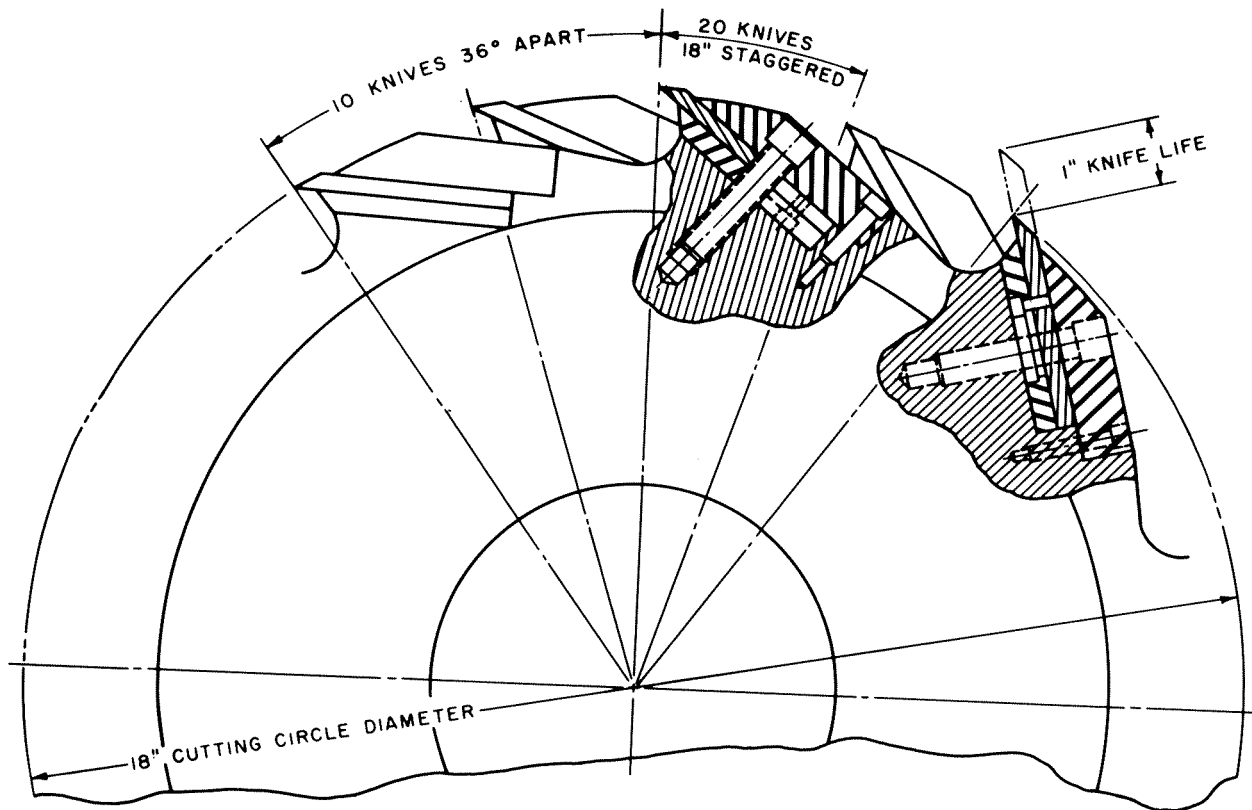 10 KNIVES 36° APART
20 KNIVES
18" STAGGERED
1" KNIFE LIFE
18" CUTTING CIRCLE DIAMETER